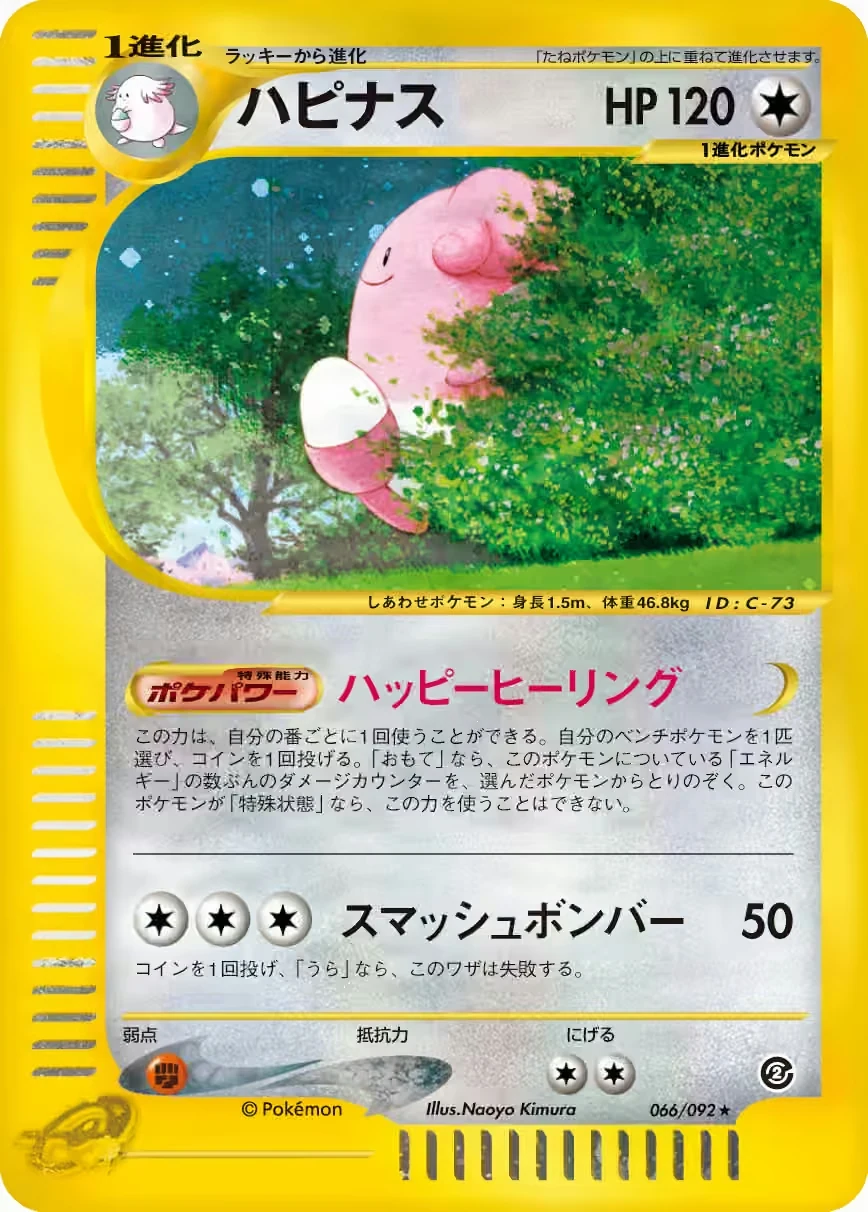 1進化
ラッキーから進化
「たねポケモン」の上に重ねて進化させます。
ハピナス
HP 120
1進化ポケモン
しあわせポケモン：身長1.5m、体重46.8kg ID：C-73
特殊能力
ポケパワー
ハッピーヒーリング
この力は、自分の番ごとに1回使うことができる。自分のベンチポケモンを1匹
選び、コインを1回投げる。「おもて」なら、このポケモンについている「エネル
ギー」の数ぶんのダメージカウンターを、選んだポケモンからとりのぞく。この
ポケモンが「特殊状態」なら、この力を使うことはできない。
スマッシュボンバー 50
コインを1回投げ、「うら」なら、このワザは失敗する。
弱点 抵抗力 にげる
2
© Pokémon Illus.Naoyo Kimura 066/092★